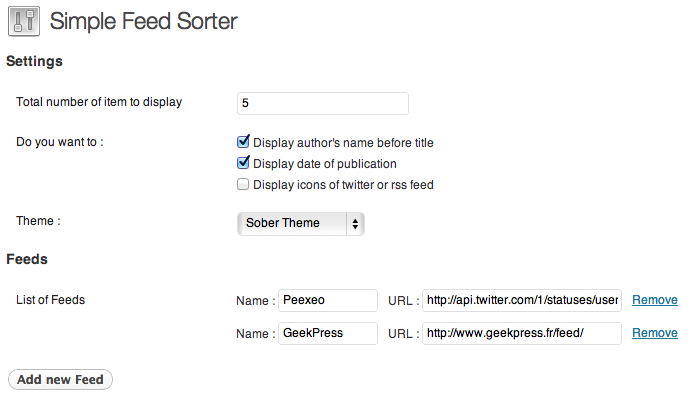 Simple Feed Sorter
Settings
Total number of item to display 5
Do you want to : Display author's name before title
Display date of publication
Display icons of twitter or rss feed
Theme : Sober Theme
Feeds
List of Feeds Name : Peexeo URL : http://api.twitter.com/1/statuses/user Remove
Name : GeekPress URL : http://www.geekpress.fr/feed/ Remove
Add new Feed